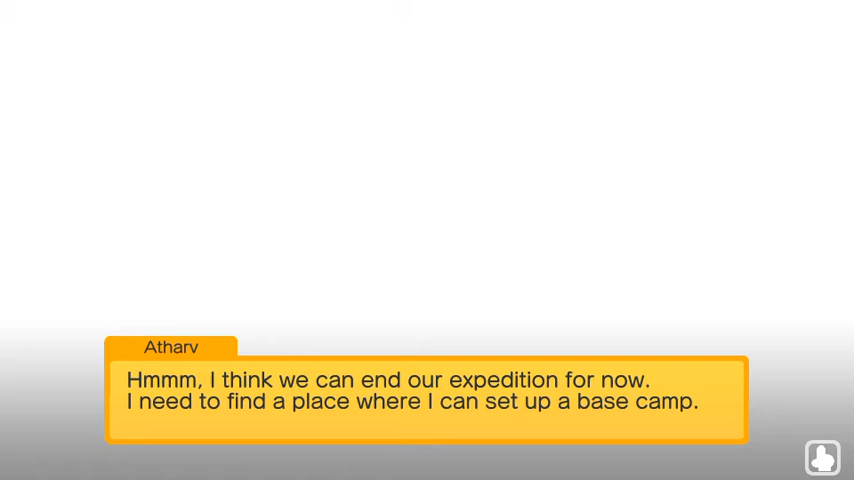 Atharv
Hmmm, I think we can end our expedition for now.
I need to find a place where I can set up a base camp.